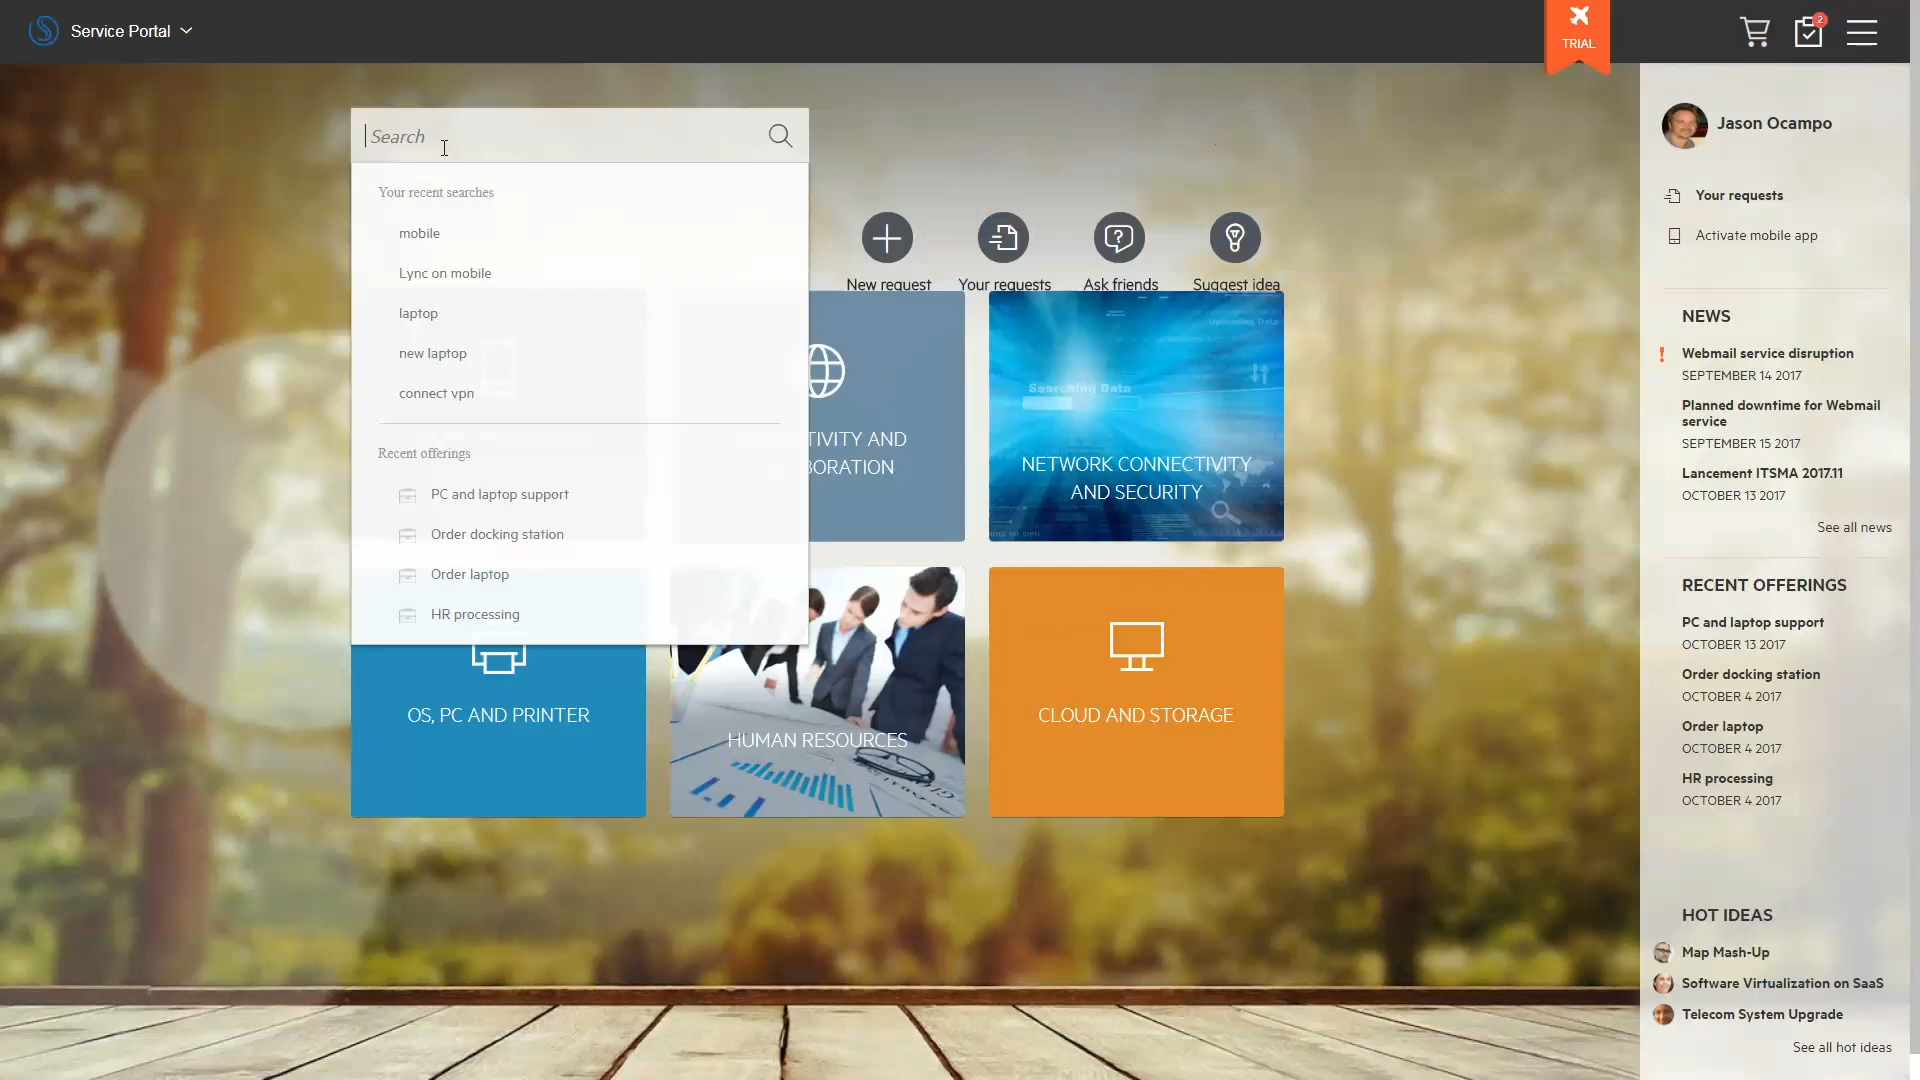 Service Portal
TRIAL
2
Search
Your recent searches
mobile
Lync on mobile
laptop
new laptop
connect vpn
Recent offerings
PC and laptop support
Order docking station
Order laptop
HR processing
New request
Your requests
Ask friends
Suggest idea
TIVITY AND
BORATION
Searching Data
NETWORK CONNECTIVITY
AND SECURITY
OS, PC AND PRINTER
HUMAN RESOURCES
CLOUD AND STORAGE
Jason Ocampo
Your requests
Activate mobile app
NEWS
Webmail service disruption
SEPTEMBER 14 2017
Planned downtime for Webmail
service
SEPTEMBER 15 2017
Lancement ITSMA 2017.11
OCTOBER 13 2017
See all news
RECENT OFFERINGS
PC and laptop support
OCTOBER 13 2017
Order docking station
OCTOBER 4 2017
Order laptop
OCTOBER 4 2017
HR processing
OCTOBER 4 2017
HOT IDEAS
Map Mash-Up
Software Virtualization on SaaS
Telecom System Upgrade
See all hot ideas